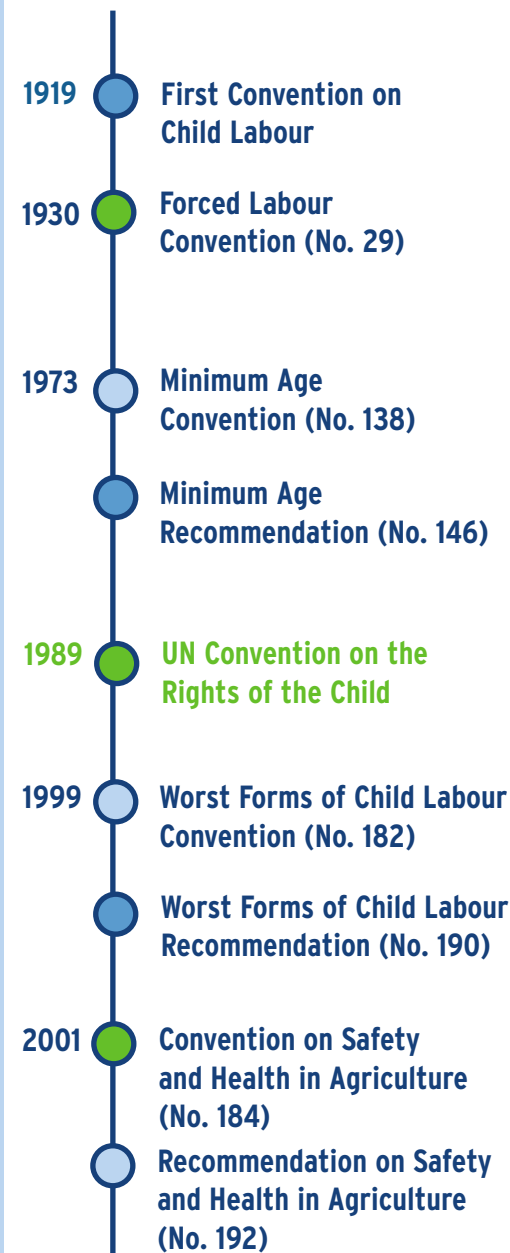 1919
First Convention on
Child Labour
1930
Forced Labour
Convention (No. 29)
1973
Minimum Age
Convention (No. 138)
Minimum Age
Recommendation (No. 146)
1989
UN Convention on the
Rights of the Child
1999
Worst Forms of Child Labour
Convention (No. 182)
Worst Forms of Child Labour
Recommendation (No. 190)
2001
Convention on Safety
and Health in Agriculture
(No. 184)
Recommendation on Safety
and Health in Agriculture
(No. 192)